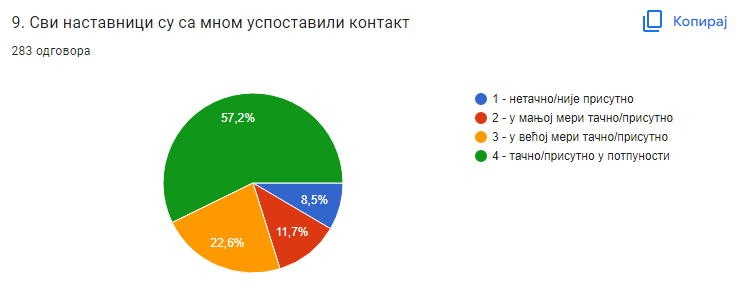 9. Сви наставници су са мном успоставили контакт
Копирај
283 одговора
57,2%
8,5%
11,7%
22,6%
1 - нетачно/није присутно
2 - у мањој мери тачно/присутно
3 - у већој мери тачно/присутно
4 - тачно/присутно у потпуности